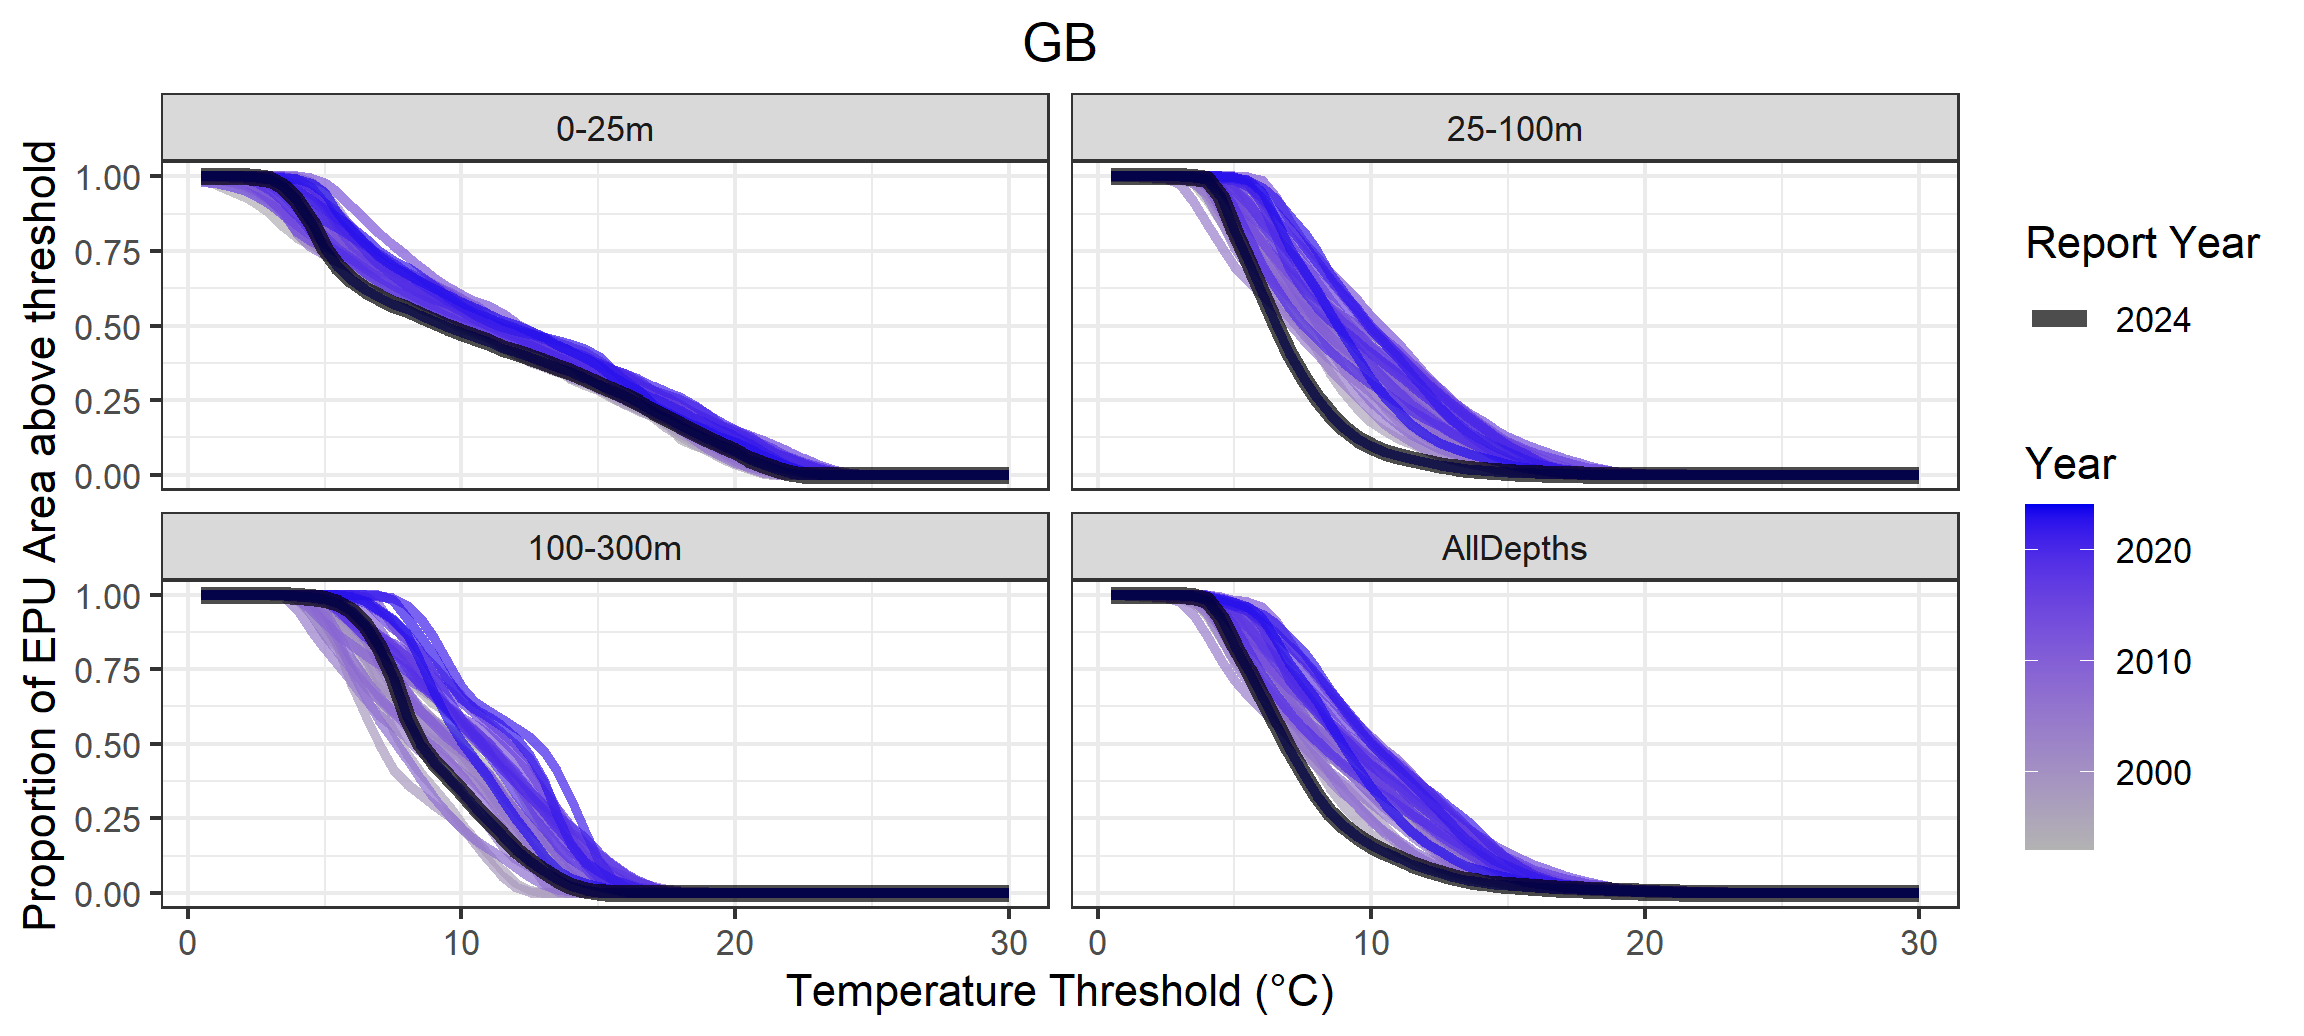 GB
0-25m
25-100m
1.00
0.75
0.50
0.25
0.00
100-300m
AllDepths
1.00
0.75
0.50
0.25
0.00
0 10 20 30
0 10 20 30
Temperature Threshold (°C)
Proportion of EPU Area above threshold
Report Year
2024
Year
2020
2010
2000